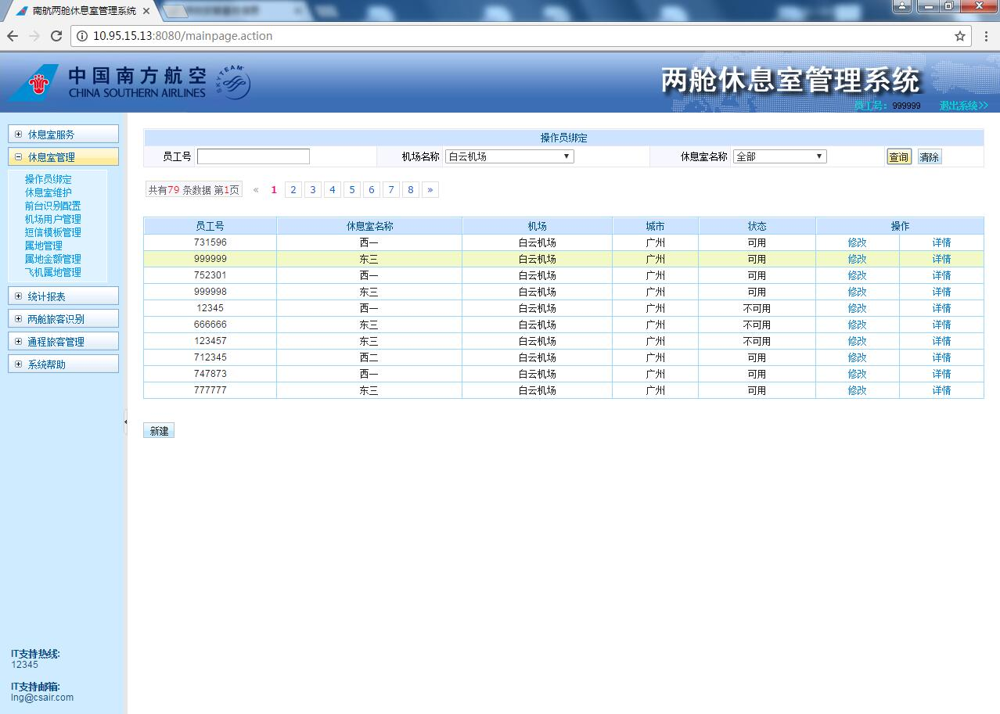 南航两舱休息室管理系统
10.95.15.13:8080/mainpage.action
中国南方航空
CHINA SOUTHERN AIRLINES
SKYTEAM
两舱休息室管理系统
员工号: 999999 退出系统>>
休息室服务
休息室管理
操作员绑定
休息室维护
前台识别配置
机场用户管理
短信模板管理
属地管理
属地金额管理
飞机属地管理
统计报表
两舱旅客识别
通程旅客管理
系统帮助
IT支持热线:
12345
IT支持邮箱:
lng@csair.com
操作员绑定
员工号 机场名称 白云机场 休息室名称 全部 查询 清除
共有79 条数据 第1页 « 1 2 3 4 5 6 7 8 »
员工号 休息室名称 机场 城市 状态 操作
731596 西一 白云机场 广州 可用 修改 详情
999999 东三 白云机场 广州 可用 修改 详情
752301 西一 白云机场 广州 可用 修改 详情
999998 东三 白云机场 广州 可用 修改 详情
12345 西一 白云机场 广州 不可用 修改 详情
666666 东三 白云机场 广州 不可用 修改 详情
123457 东三 白云机场 广州 不可用 修改 详情
712345 西二 白云机场 广州 可用 修改 详情
747873 西一 白云机场 广州 可用 修改 详情
777777 东三 白云机场 广州 可用 修改 详情
新建